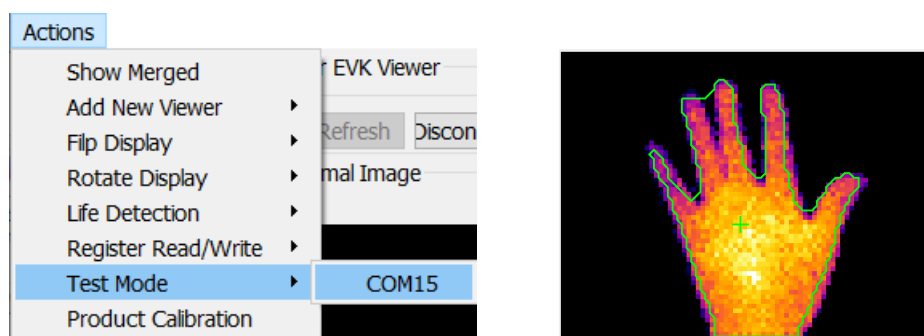 Actions
Show Merged
r EVK Viewer
Add New Viewer
Filp Display
Refresh Discon
Rotate Display
mal Image
Life Detection
Register Read/Write
Test Mode
COM15
Product Calibration